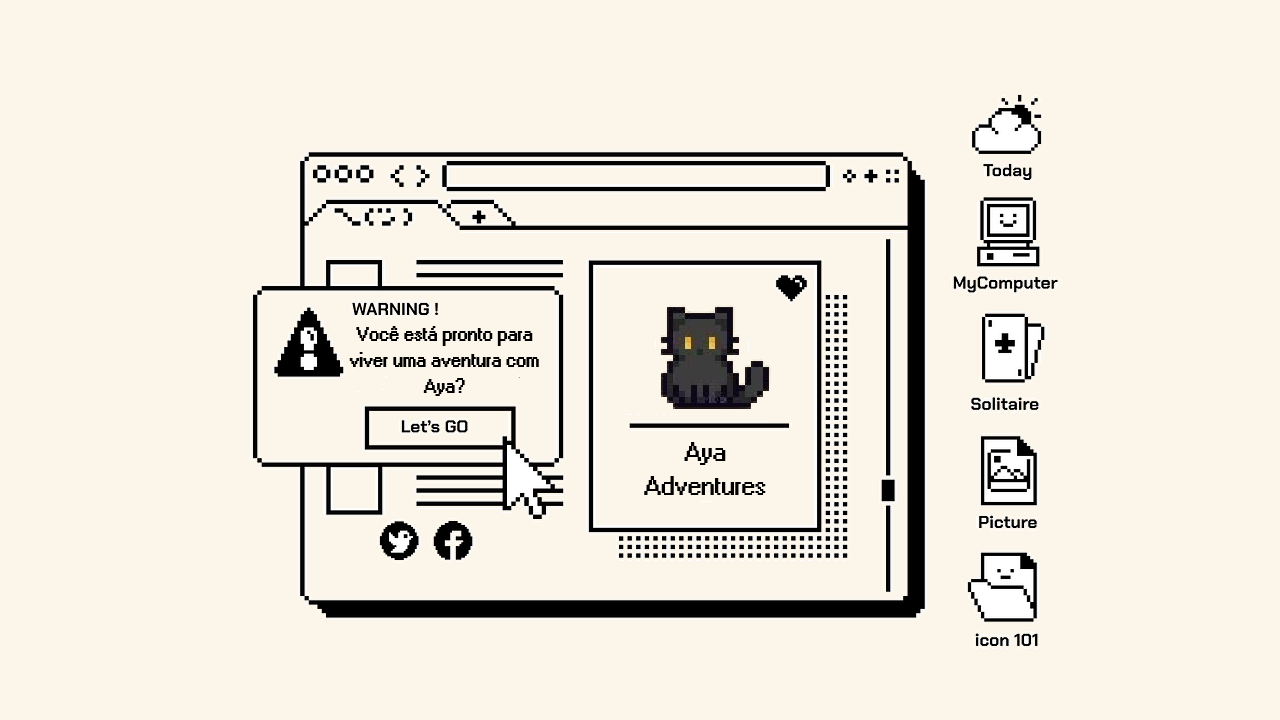 WARNING !
Você está pronto para
viver uma aventura com
Aya?
Let's GO
Aya
Adventures
Today
MyComputer
Solitaire
Picture
icon 101